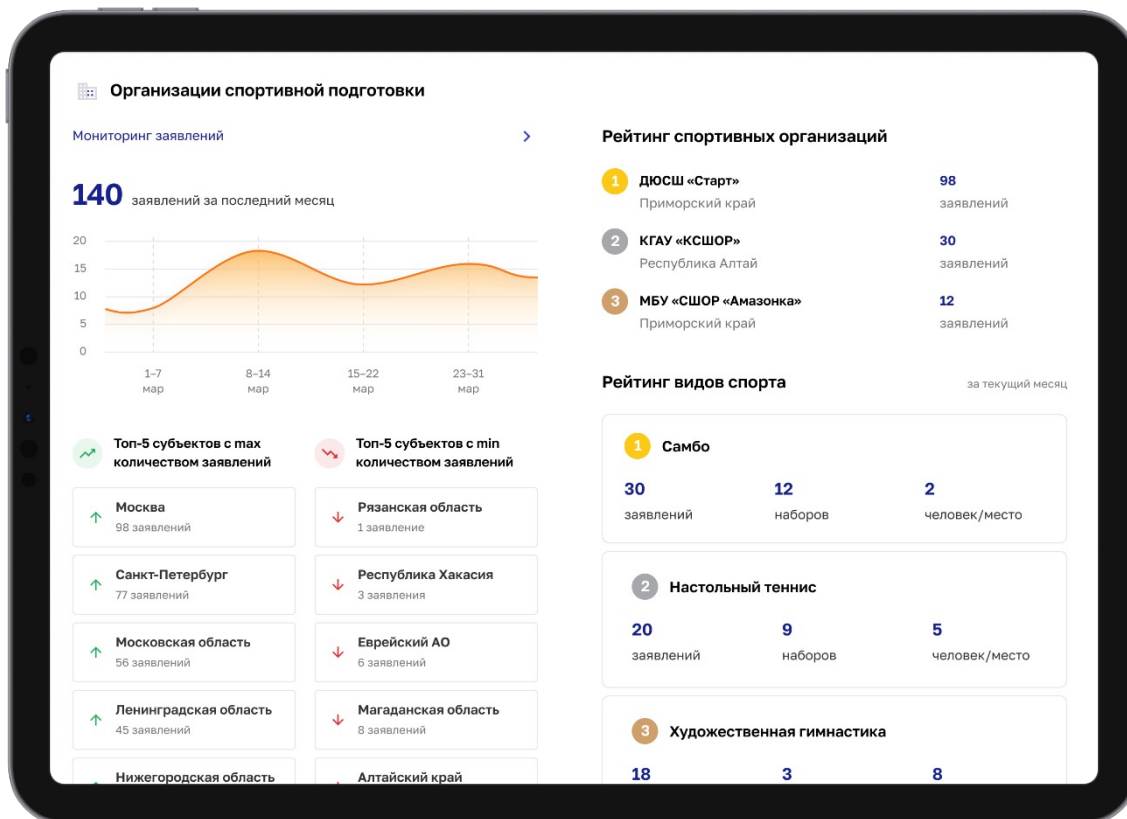 Организации спортивной подготовки
Мониторинг заявлений
140 заявлений за последний месяц
20
15
10
5
0
1–7
мар
8–14
мар
15–22
мар
23–31
мар
Топ-5 субъектов с max
количеством заявлений
Москва
98 заявлений
Санкт-Петербург
77 заявлений
Московская область
56 заявлений
Ленинградская область
45 заявлений
Нижегородская область
Топ-5 субъектов с min
количеством заявлений
Рязанская область
1 заявление
Республика Хакасия
3 заявления
Еврейский АО
6 заявлений
Магаданская область
8 заявлений
Алтайский край
Рейтинг спортивных организаций
1 ДЮСШ «Старт» 98
Приморский край заявлений
2 КГАУ «КСШОР» 30
Республика Алтай заявлений
3 МБУ «СШОР «Амазонка» 12
Приморский край заявлений
Рейтинг видов спорта за текущий месяц
1 Самбо
30 12 2
заявлений наборов человек/место
2 Настольный теннис
20 9 5
заявлений наборов человек/место
3 Художественная гимнастика
18 3 8